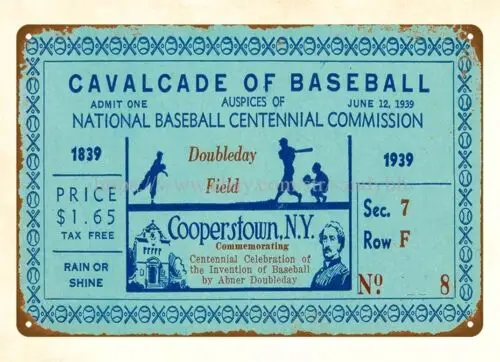 CAVALCADE OF BASEBALL
ADMIT ONE AUSPICES OF JUNE 12, 1939
NATIONAL BASEBALL CENTENNIAL COMMISSION
1839
Doubleday
Field
1939
PRICE
$1.65
TAX FREE
RAIN OR
SHINE
Cooperstown, N.Y.
Commemorating
Centennial Celebration of
the Invention of Baseball
by Abner Doubleday
Sec. 7
Row F
Nº 8